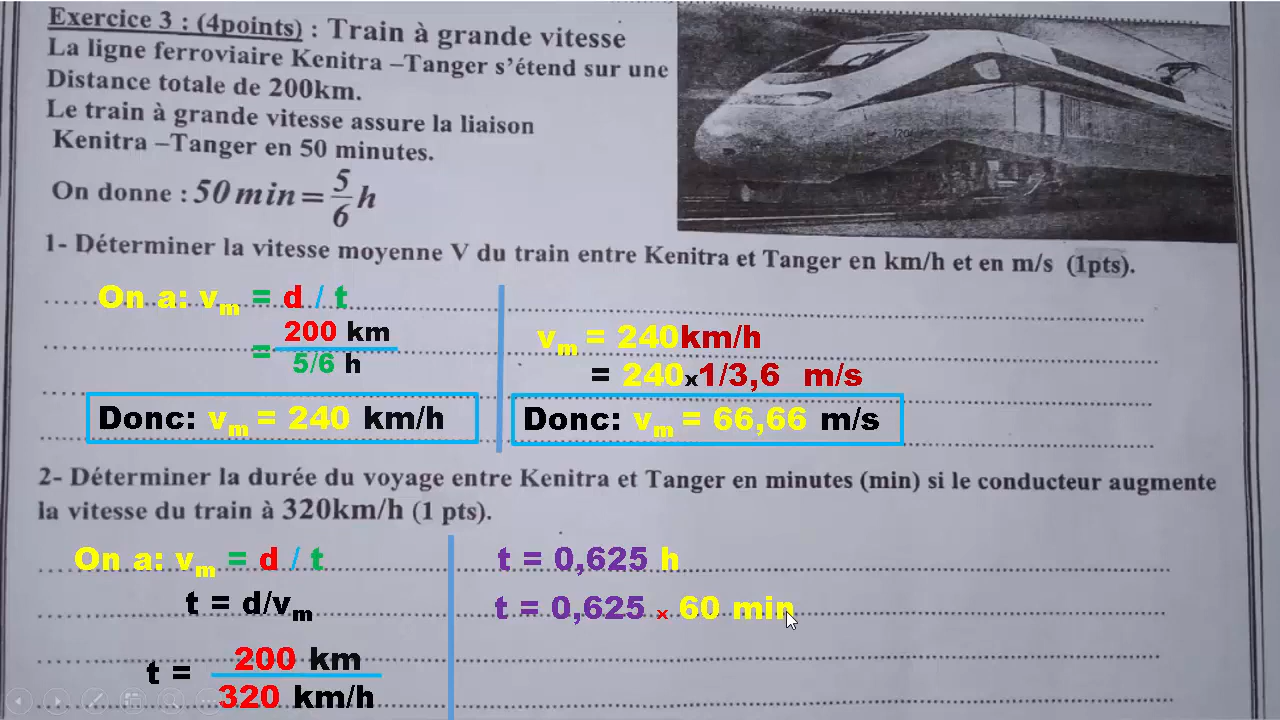 Exercice 3 : (4points) : Train à grande vitesse
La ligne ferroviaire Kenitra –Tanger s'étend sur une
Distance totale de 200km.
Le train à grande vitesse assure la liaison
Kenitra –Tanger en 50 minutes.
On donne : 50 min = 5/6 h
1- Déterminer la vitesse moyenne V du train entre Kenitra et Tanger en km/h et en m/s (1pts).
On a: vm = d / t
= 200 km / 5/6 h
Donc: vm = 240 km/h
vm = 240km/h
= 240x1/3,6 m/s
Donc: vm = 66,66 m/s
2- Déterminer la durée du voyage entre Kenitra et Tanger en minutes (min) si le conducteur augmente
la vitesse du train à 320km/h (1 pts).
On a: vm = d / t
t = d/vm
t = 200 km / 320 km/h
t = 0,625 h
t = 0,625 × 60 min